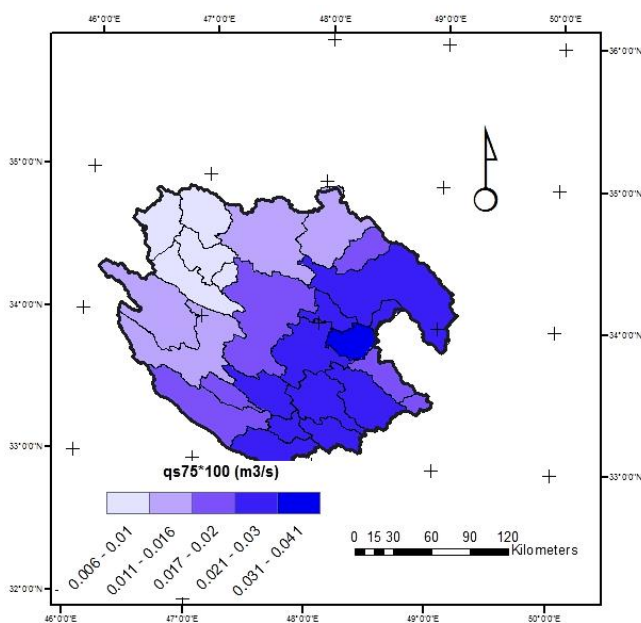 46°0'0"E 47°0'0"E 48°0'0"E 49°0'0"E 50°0'0"E
36°0'0"N
35°0'0"N 35°0'0"N
34°0'0"N 34°0'0"N
33°0'0"N 33°0'0"N
qs75*100 (m3/s)
0.006 - 0.01
0.011 - 0.016
0.017 - 0.02
0.021 - 0.03
0.031 - 0.041
0 15 30 60 90 120
Kilometers
32°0'0"N
46°0'0"E 47°0'0"E 48°0'0"E 49°0'0"E 50°0'0"E